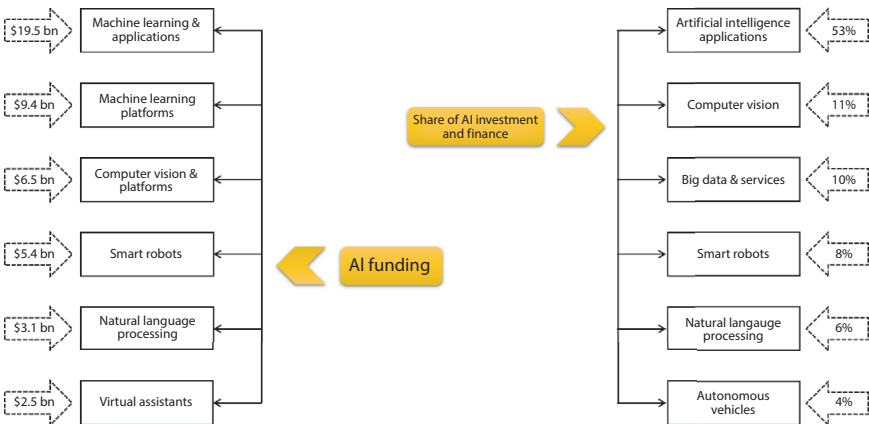 $19.5 bn
Machine learning &
applications
$9.4 bn
Machine learning
platforms
$6.5 bn
Computer vision &
platforms
$5.4 bn
Smart robots
$3.1 bn
Natural language
processing
$2.5 bn
Virtual assistants
AI funding
Share of AI investment
and finance
Artificial intelligence
applications
53%
Computer vision
11%
Big data & services
10%
Smart robots
8%
Natural langauge
processing
6%
Autonomous
vehicles
4%